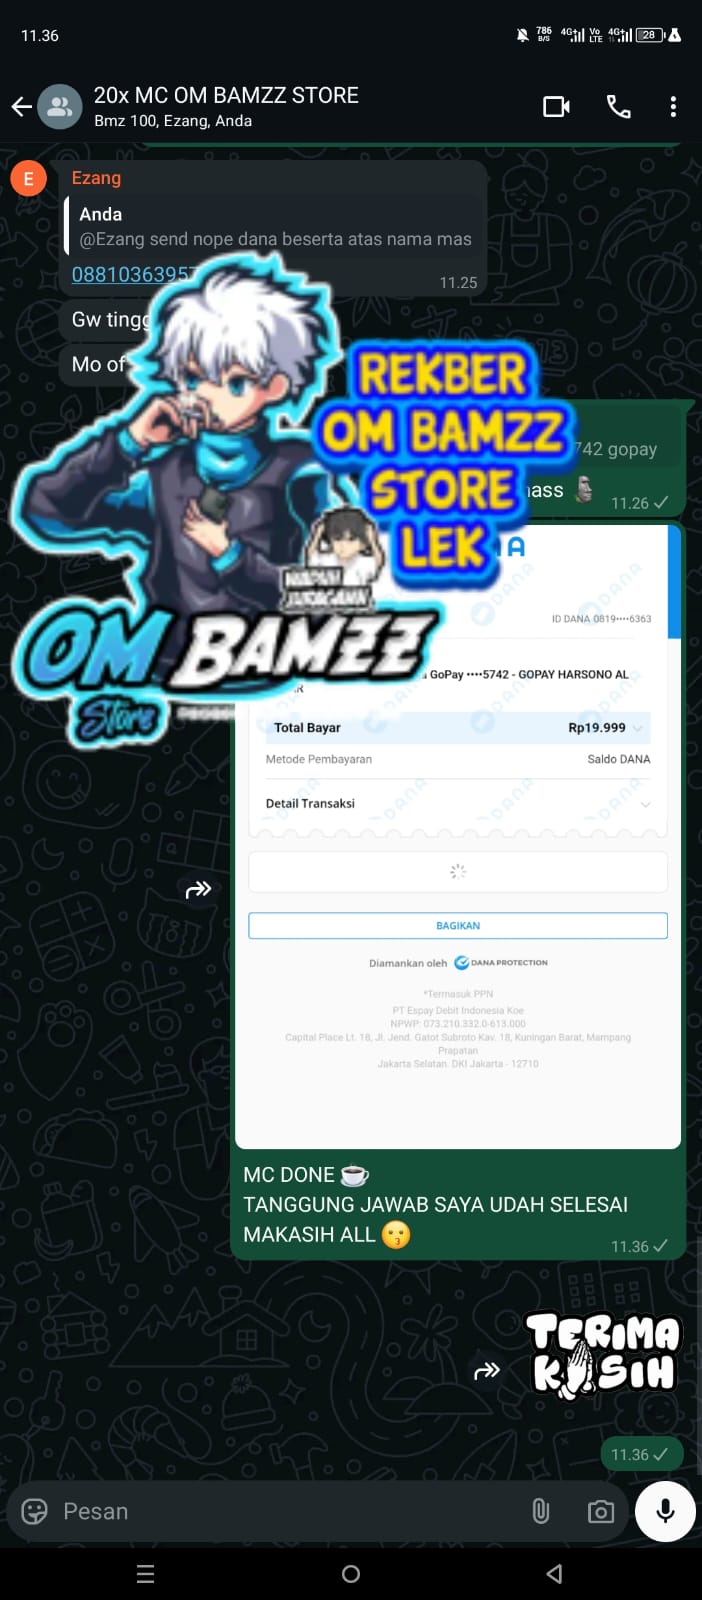 11.36
786
B/S
4G+
Vo
LTE
4G+
28
20x MC OM BAMZZ STORE
Bmz 100, Ezang, Anda
E
Ezang
Anda
@Ezang send nope dana beserta atas nama mas
0881036395
11.25
Gw tingg
Mo of
742 gopay
ass 🗿
11.26
REKBER
OM BAMZZ
STORE
LEK
A
ID DANA 0819••••6363
GoPay ••••5742 - GOPAY HARSONO AL
R
Total Bayar
Rp19.999
Metode Pembayaran
Saldo DANA
Detail Transaksi
OM BAMZZ
Store
BAGIKAN
Diamankan oleh DANA PROTECTION
*Termasuk PPN
PT Espay Debit Indonesia Koe
NPWP: 073.210.332.0-613.000
Capital Place Lt. 18, Jl. Jend. Gatot Subroto Kav. 18, Kuningan Barat, Mampang
Prapatan
Jakarta Selatan. DKI Jakarta - 12710
MC DONE ☕
TANGGUNG JAWAB SAYA UDAH SELESAI
MAKASIH ALL 😗
11.36
TERIMA
KASIH
11.36
Pesan